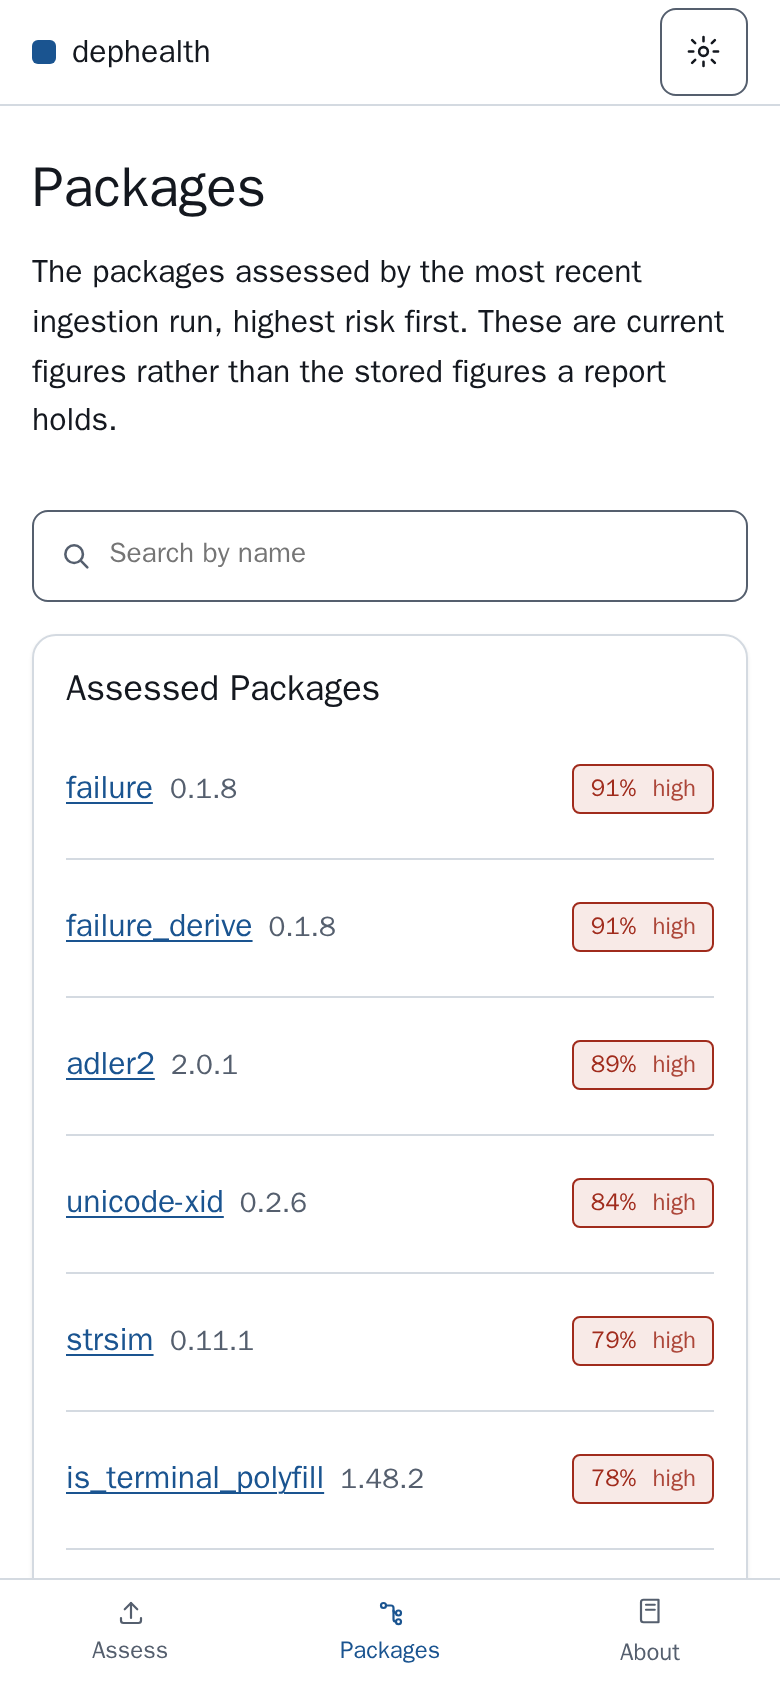 dephealth
Packages
The packages assessed by the most recent
ingestion run, highest risk first. These are current
figures rather than the stored figures a report
holds.
Search by name
Assessed Packages
failure 0.1.8 91% high
failure_derive 0.1.8 91% high
adler2 2.0.1 89% high
unicode-xid 0.2.6 84% high
strsim 0.11.1 79% high
is_terminal_polyfill 1.48.2 78% high
Assess Packages About